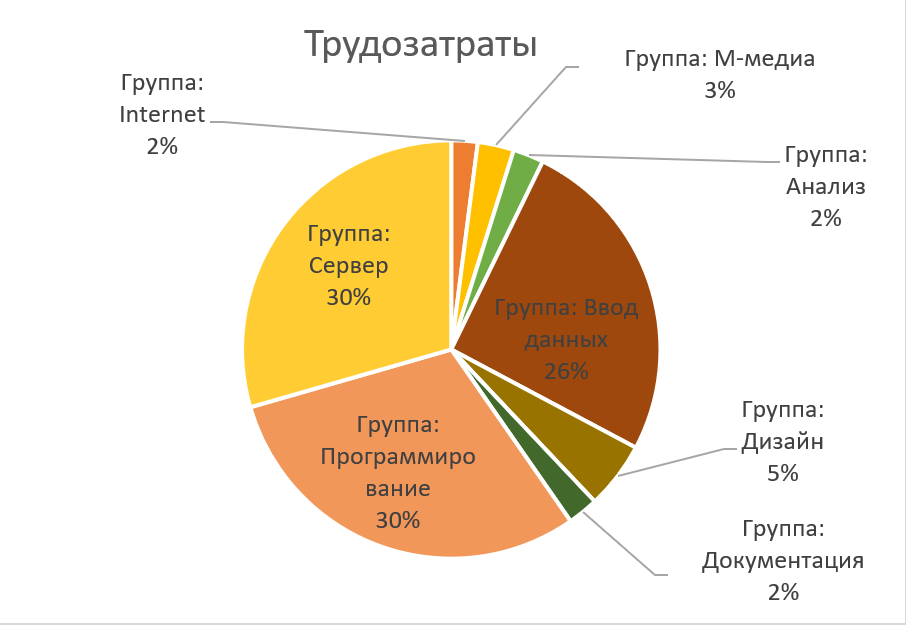 Трудозатраты
Группа:
Internet
2%
Группа: М-медиа
3%
Группа:
Анализ
2%
Группа:
Сервер
30%
Группа: Ввод
данных
26%
Группа:
Дизайн
5%
Группа:
Программиро
вание
30%
Группа:
Документация
2%